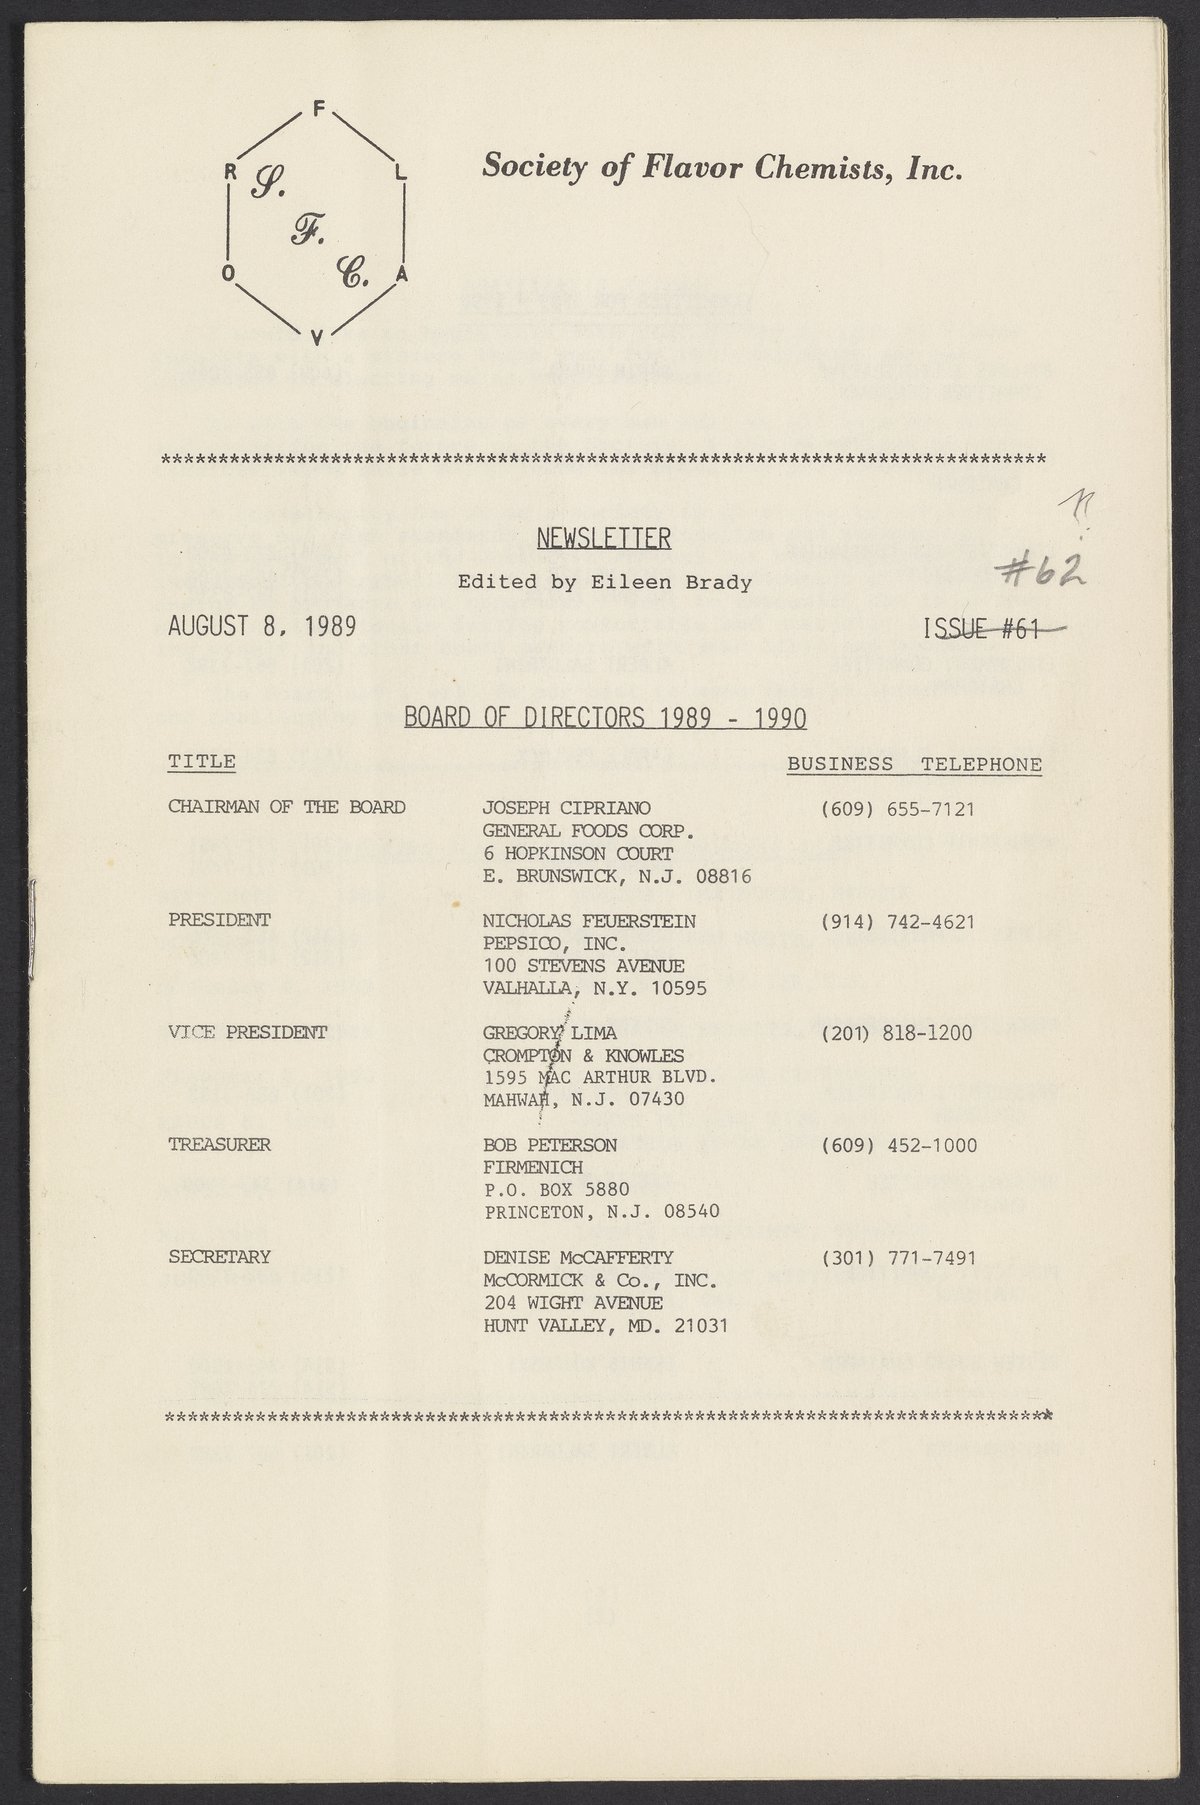 F
R L
S.
F.
C.
O A
V
Society of Flavor Chemists, Inc.
*******************************************************************************
NEWSLETTER
Edited by Eileen Brady
#62
AUGUST 8, 1989 ISSUE #61
BOARD OF DIRECTORS 1989 - 1990
TITLE BUSINESS TELEPHONE
CHAIRMAN OF THE BOARD JOSEPH CIPRIANO (609) 655-7121
GENERAL FOODS CORP.
6 HOPKINSON COURT
E. BRUNSWICK, N.J. 08816
PRESIDENT NICHOLAS FEUERSTEIN (914) 742-4621
PEPSICO, INC.
100 STEVENS AVENUE
VALHALLA, N.Y. 10595
VICE PRESIDENT GREGORY LIMA (201) 818-1200
CROMPTON & KNOWLES
1595 MAC ARTHUR BLVD.
MAHWAH, N.J. 07430
TREASURER BOB PETERSON (609) 452-1000
FIRMENICH
P.O. BOX 5880
PRINCETON, N.J. 08540
SECRETARY DENISE McCAFFERTY (301) 771-7491
McCORMICK & Co., INC.
204 WIGHT AVENUE
HUNT VALLEY, MD. 21031
*******************************************************************************